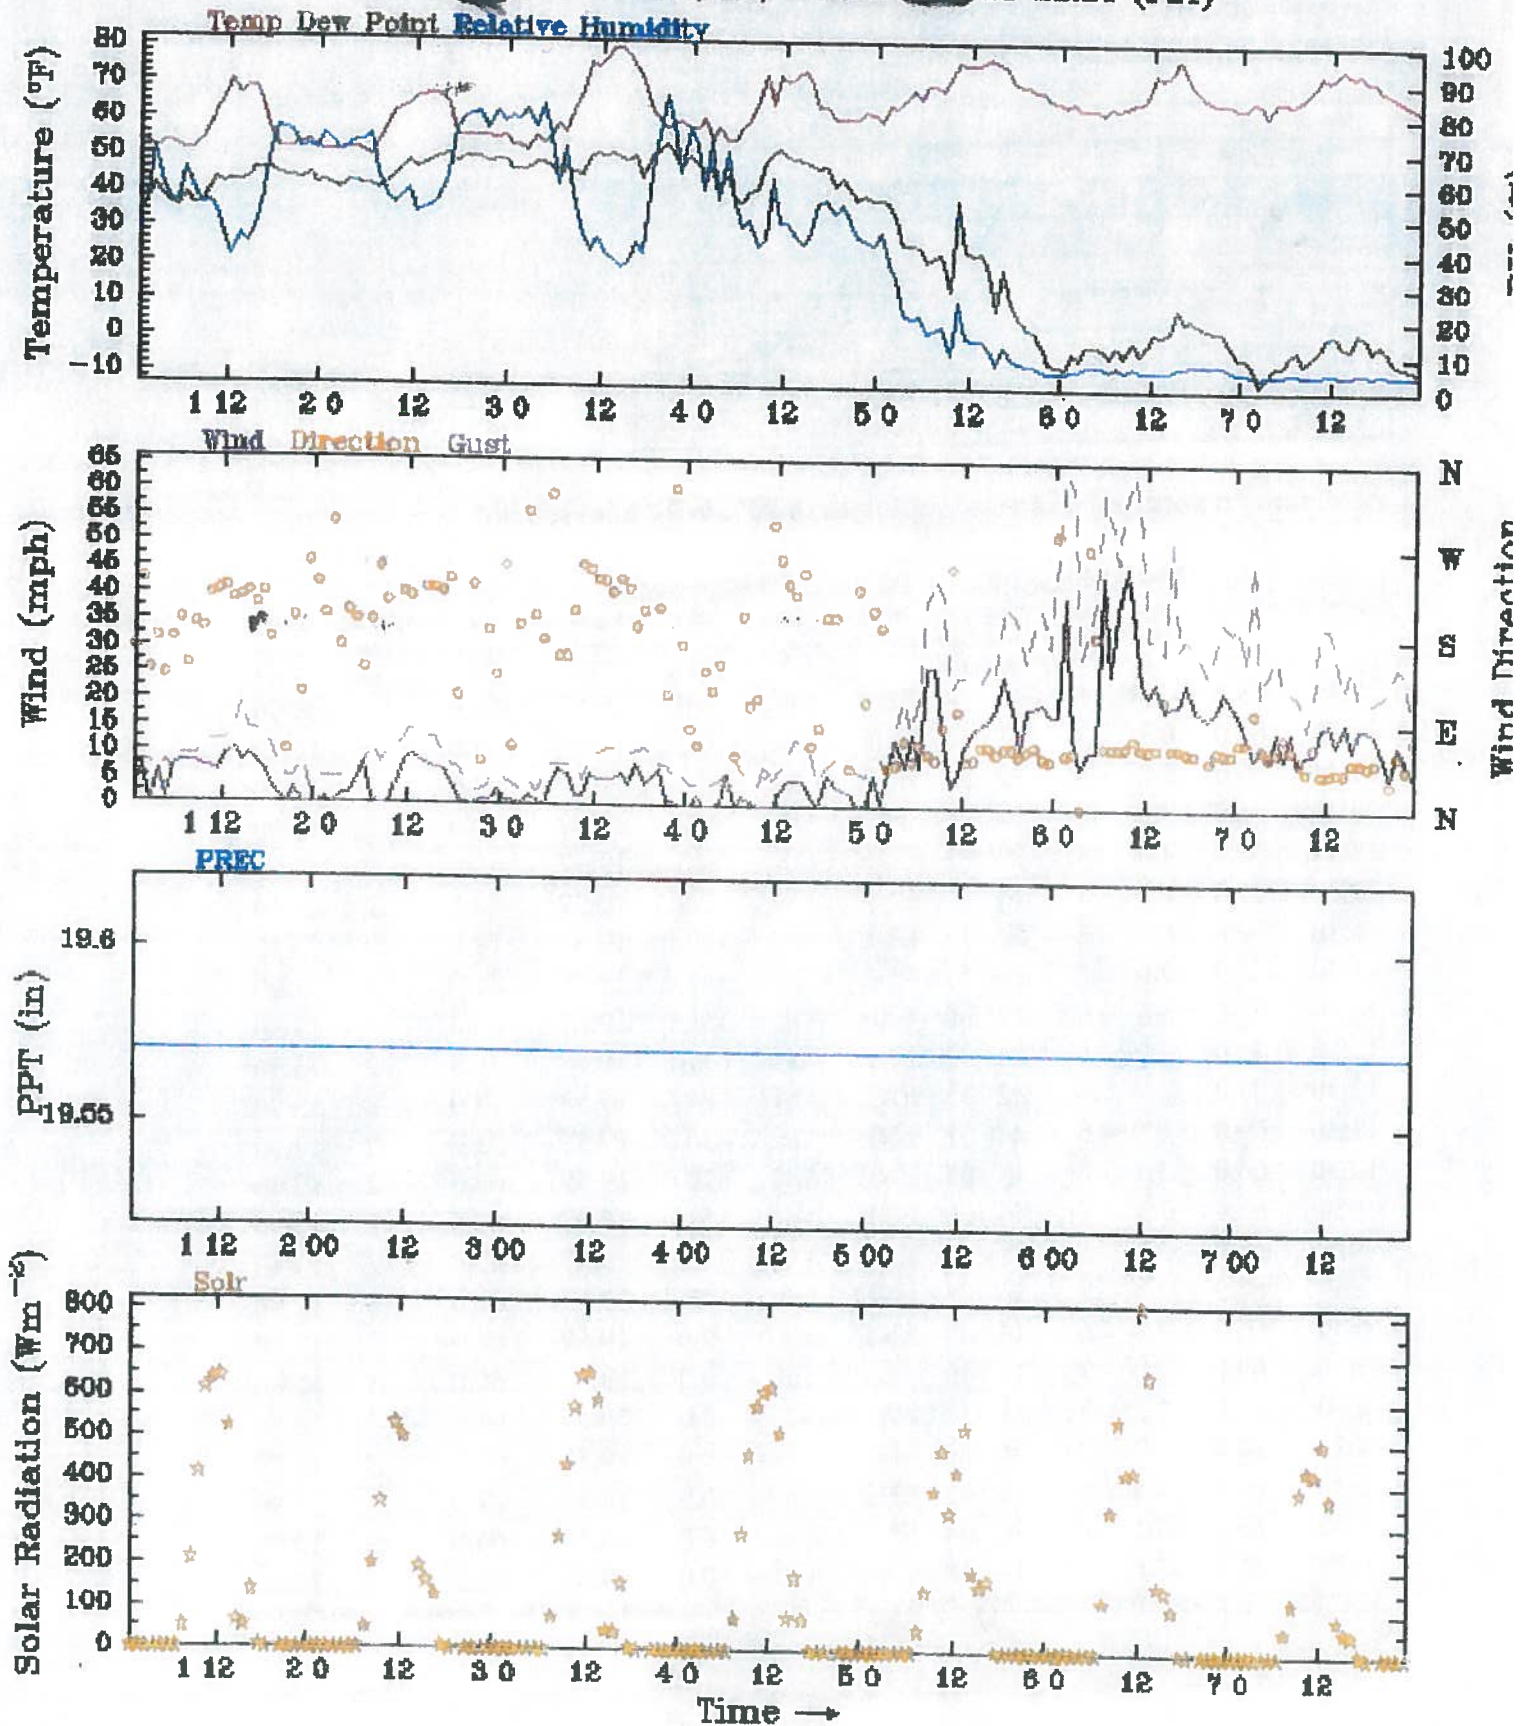 (PST)
Temp Dew Point Relative Humidity
Temperature (°F)
80
70
60
50
40
30
20
10
0
-10
100
90
80
70
60
50
40
30
20
10
0
1 12 2 0 12 3 0 12 4 0 12 5 0 12 6 0 12 7 0 12
Wind Direction Gust
Wind (mph)
65
60
55
50
45
40
35
30
25
20
15
10
5
0
N
W
S
E
N
Wind Direction
1 12 2 0 12 3 0 12 4 0 12 5 0 12 6 0 12 7 0 12
PREC
PPT (in)
19.6
19.55
1 12 2 00 12 3 00 12 4 00 12 5 00 12 6 00 12 7 00 12
Solr
Solar Radiation (Wm⁻²)
800
700
600
500
400
300
200
100
0
1 12 2 0 12 3 0 12 4 0 12 5 0 12 6 0 12 7 0 12
Time →